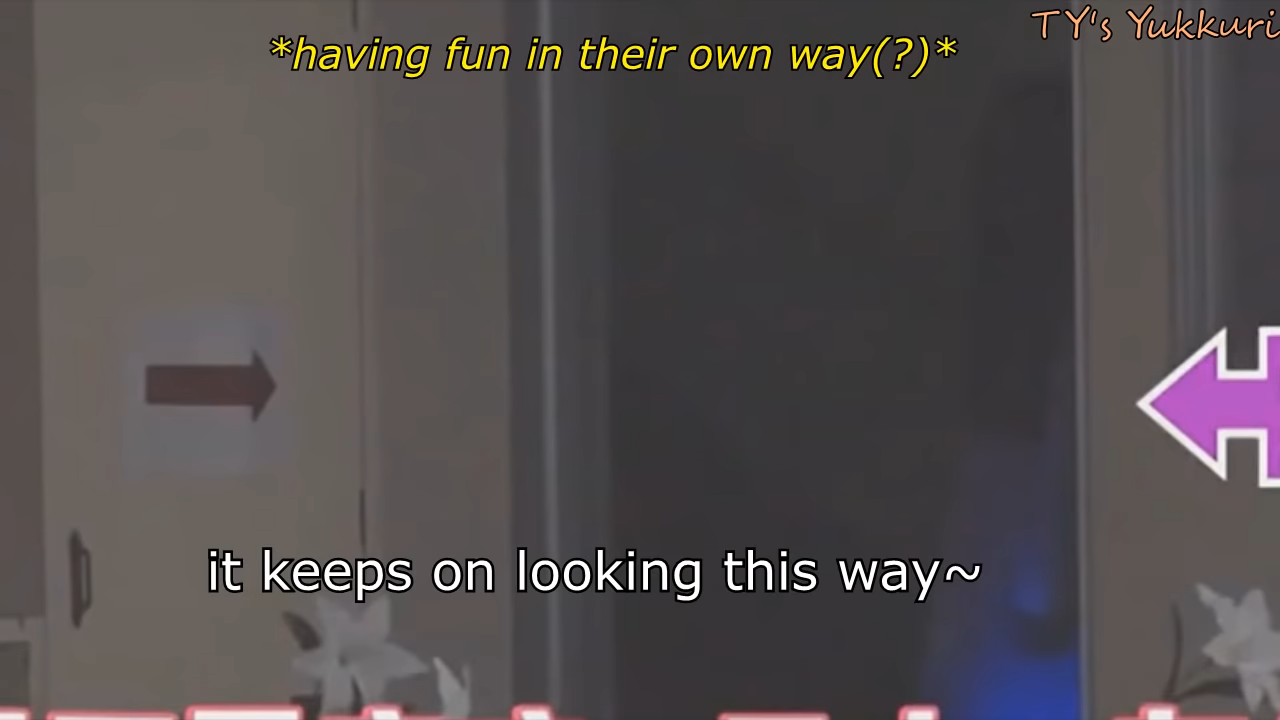 TY's Yukkuri
*having fun in their own way(?)*
it keeps on looking this way~